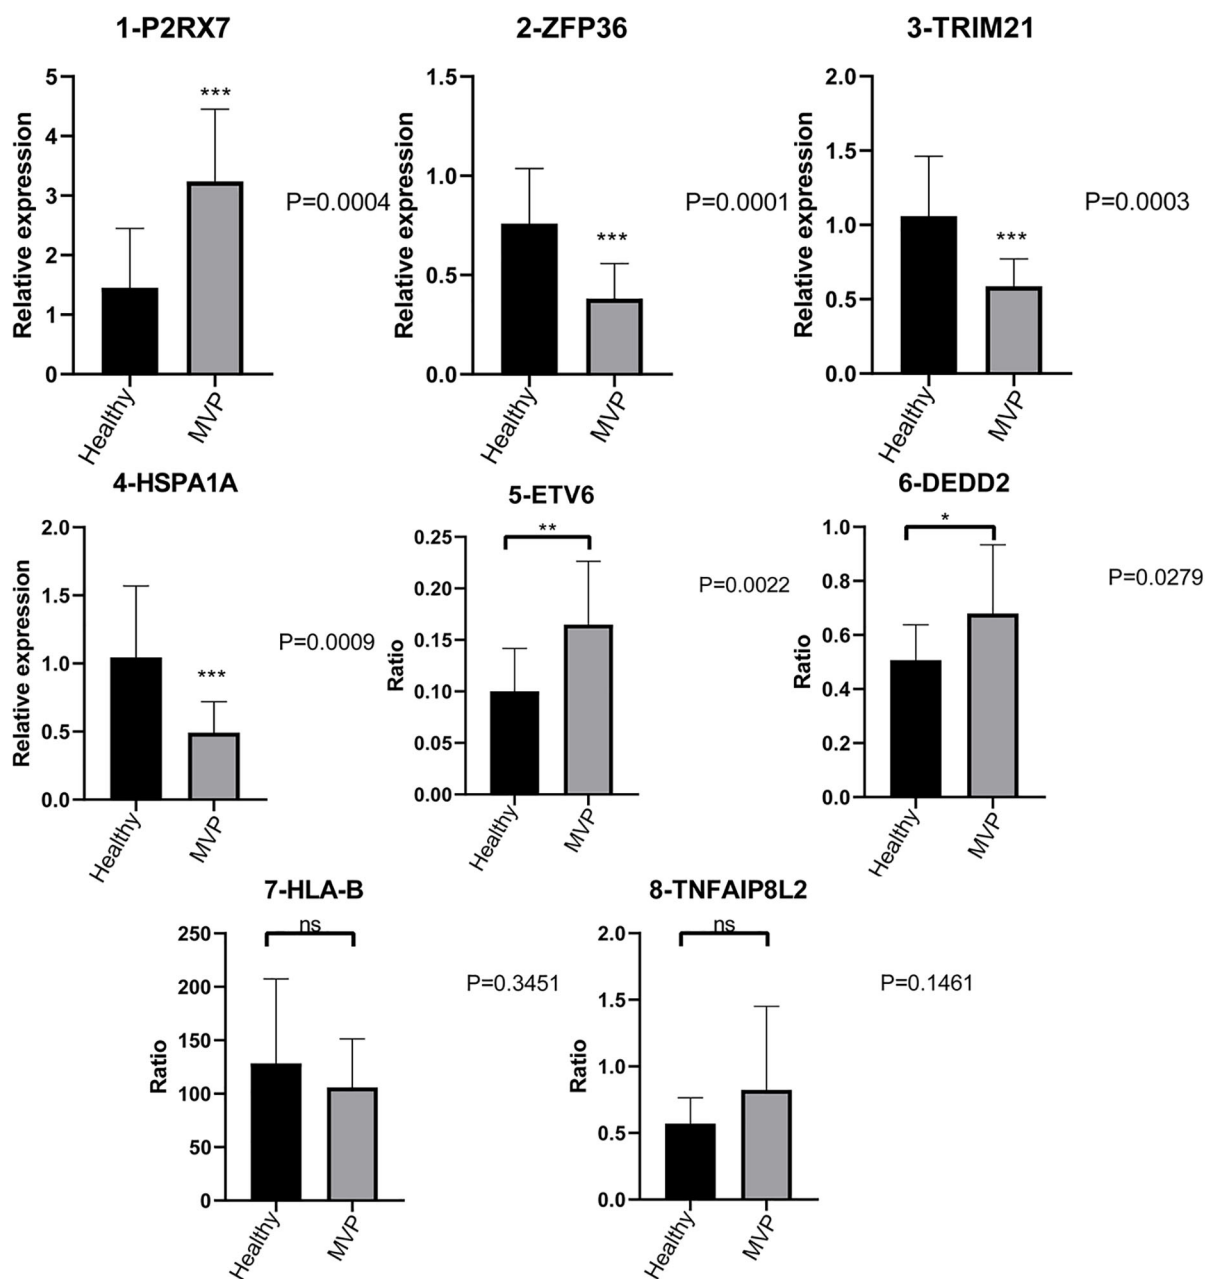 1-P2RX7
5
4
3
2
1
0
Relative expression
***
P=0.0004
Healthy
MVP
2-ZFP36
1.5
1.0
0.5
0.0
Relative expression
***
P=0.0001
Healthy
MVP
3-TRIM21
2.0
1.5
1.0
0.5
0.0
Relative expression
***
P=0.0003
Healthy
MVP
4-HSPA1A
2.0
1.5
1.0
0.5
0.0
Relative expression
***
P=0.0009
Healthy
MVP
5-ETV6
0.25
0.20
0.15
0.10
0.05
0.00
Ratio
**
P=0.0022
Healthy
MVP
6-DEDD2
1.0
0.8
0.6
0.4
0.2
0.0
Ratio
*
P=0.0279
Healthy
MVP
7-HLA-B
250
200
150
100
50
0
Ratio
ns
P=0.3451
Healthy
MVP
8-TNFAIP8L2
2.0
1.5
1.0
0.5
0.0
Ratio
ns
P=0.1461
Healthy
MVP